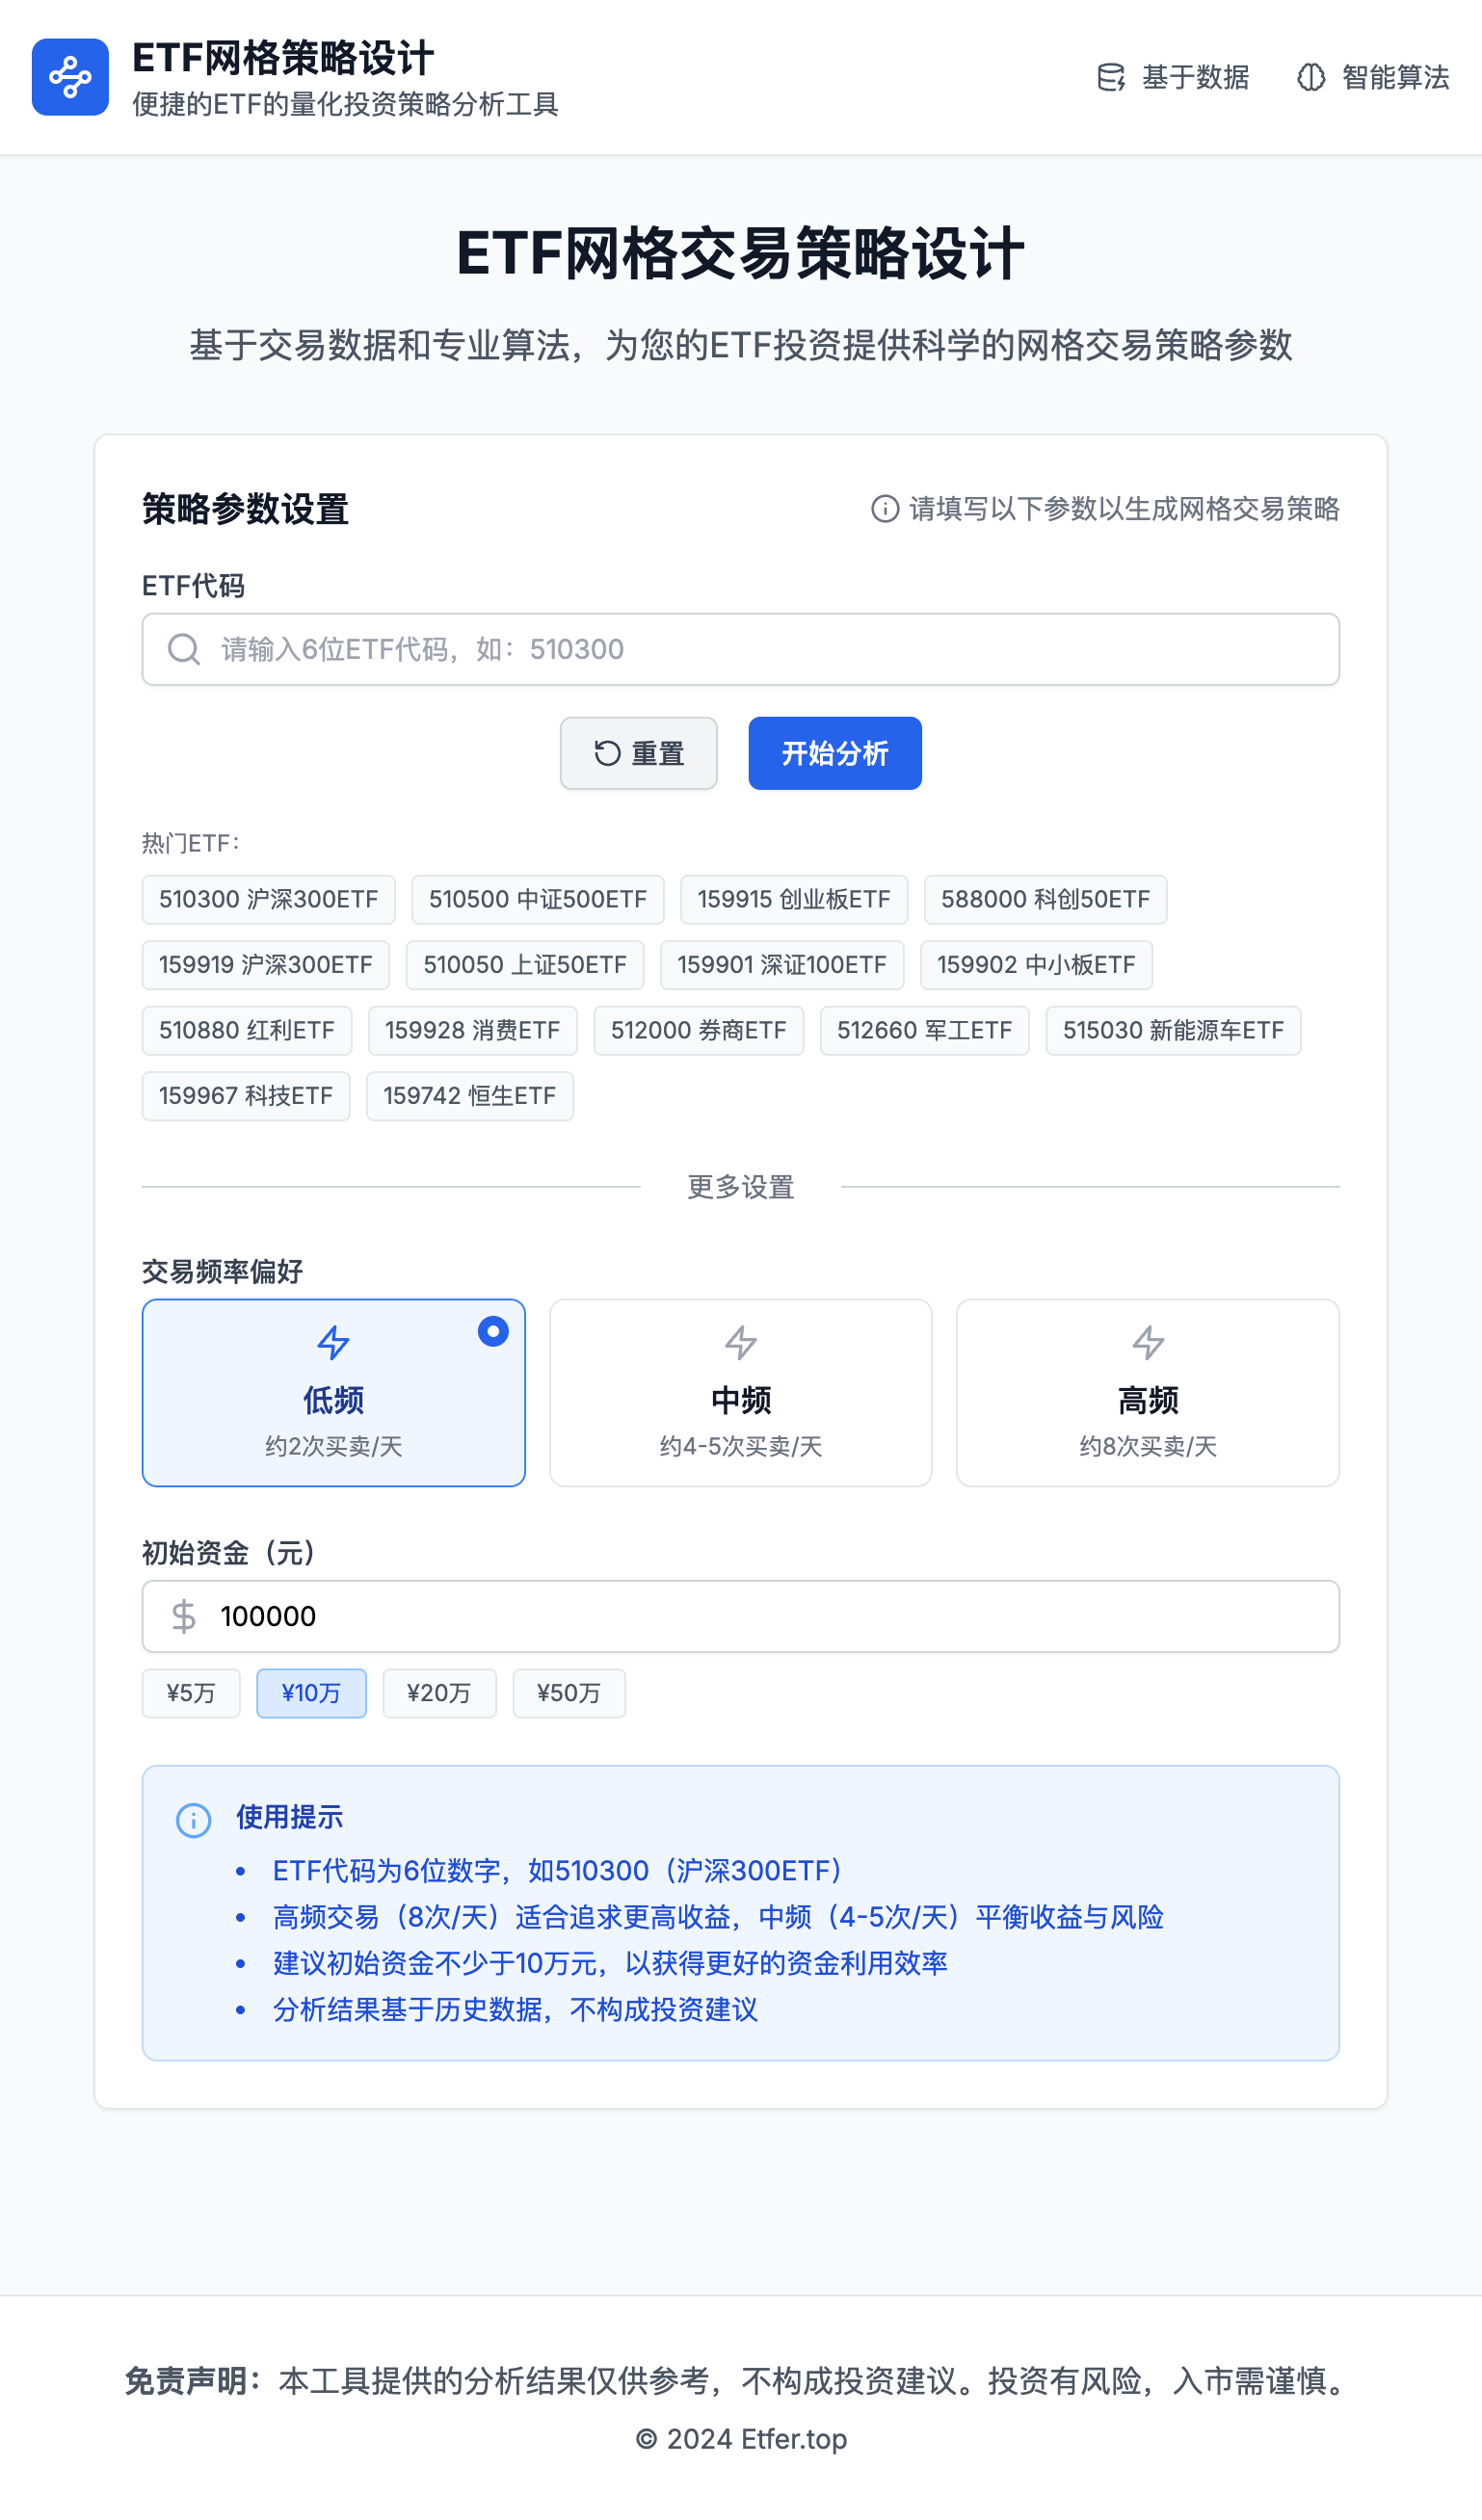 ETF网格策略设计
便捷的ETF的量化投资策略分析工具
基于数据
智能算法
ETF网格交易策略设计
基于交易数据和专业算法，为您的ETF投资提供科学的网格交易策略参数
策略参数设置
请填写以下参数以生成网格交易策略
ETF代码
请输入6位ETF代码，如：510300
重置
开始分析
热门ETF：
510300 沪深300ETF
510500 中证500ETF
159915 创业板ETF
588000 科创50ETF
159919 沪深300ETF
510050 上证50ETF
159901 深证100ETF
159902 中小板ETF
510880 红利ETF
159928 消费ETF
512000 券商ETF
512660 军工ETF
515030 新能源车ETF
159967 科技ETF
159742 恒生ETF
更多设置
交易频率偏好
低频
约2次买卖/天
中频
约4-5次买卖/天
高频
约8次买卖/天
初始资金（元）
100000
¥5万
¥10万
¥20万
¥50万
使用提示
• ETF代码为6位数字，如510300（沪深300ETF）
• 高频交易（8次/天）适合追求更高收益，中频（4-5次/天）平衡收益与风险
• 建议初始资金不少于10万元，以获得更好的资金利用效率
• 分析结果基于历史数据，不构成投资建议
免责声明：本工具提供的分析结果仅供参考，不构成投资建议。投资有风险，入市需谨慎。
© 2024 Etfer.top